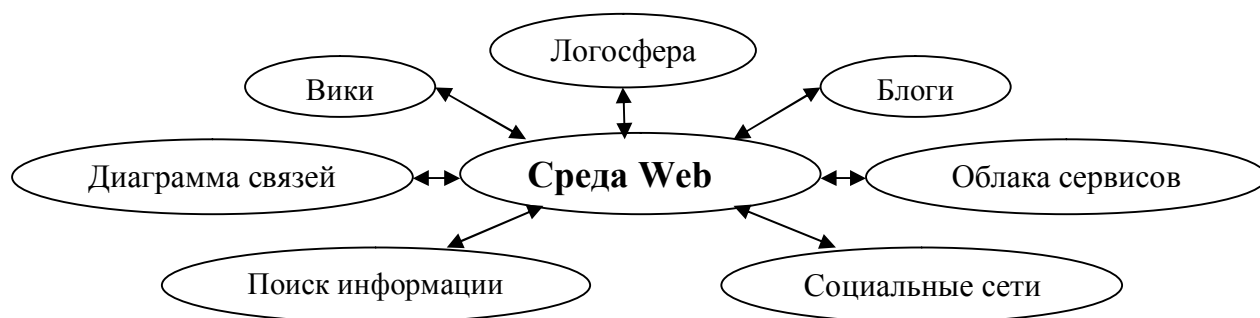 Логосфера
Вики
Блоги
Диаграмма связей
Среда Web
Облака сервисов
Поиск информации
Социальные сети